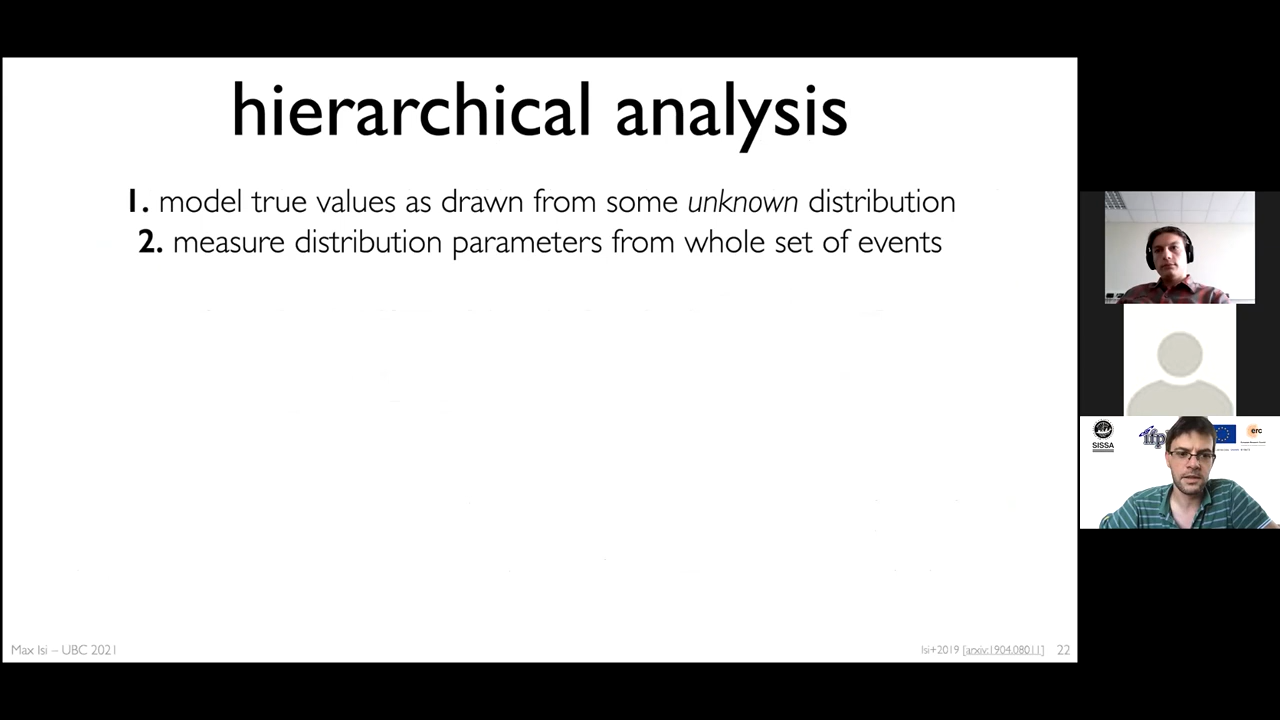 hierarchical analysis
1. model true values as drawn from some unknown distribution
2. measure distribution parameters from whole set of events
Max Isi – UBC 2021
Isi+2019 [arxiv:1904.08011] 22
SISSA
ifp
erc